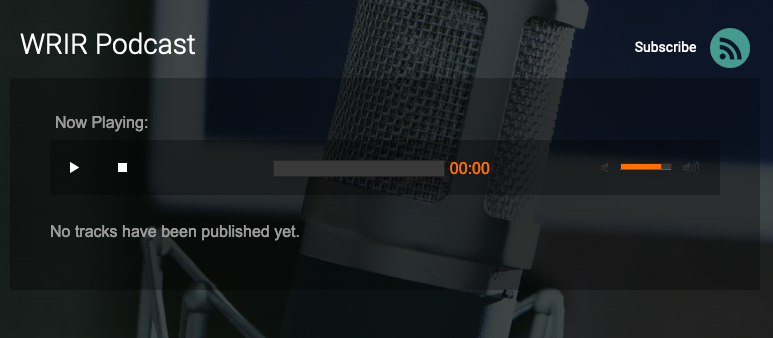 WRIR Podcast
Subscribe
Now Playing:
00:00
No tracks have been published yet.